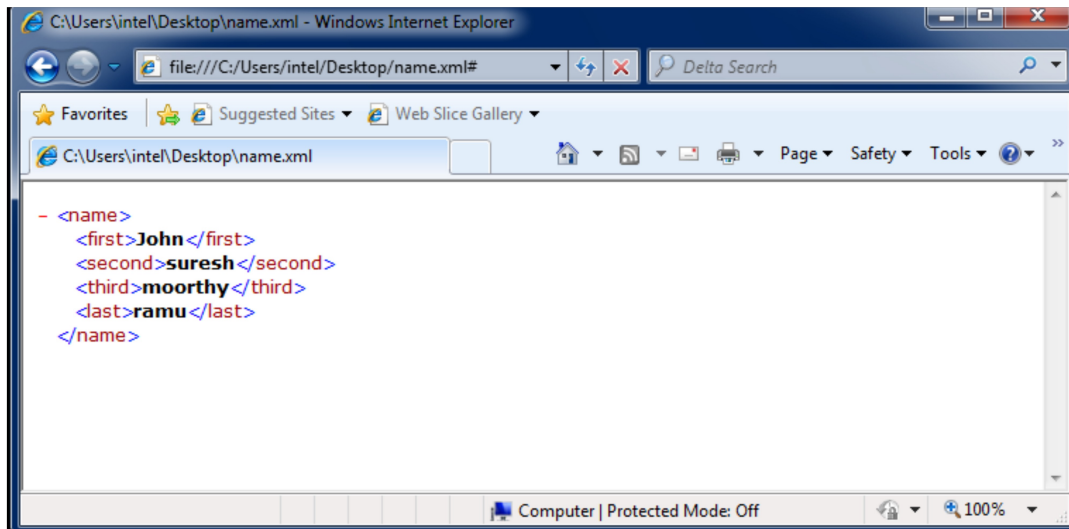 C:\Users\intel\Desktop\name.xml - Windows Internet Explorer
file:///C:/Users/intel/Desktop/name.xml# Delta Search
Favorites Suggested Sites Web Slice Gallery
C:\Users\intel\Desktop\name.xml Page Safety Tools »
- <name>
<first>John</first>
<second>suresh</second>
<third>moorthy</third>
<last>ramu</last>
</name>
Computer | Protected Mode: Off 100%